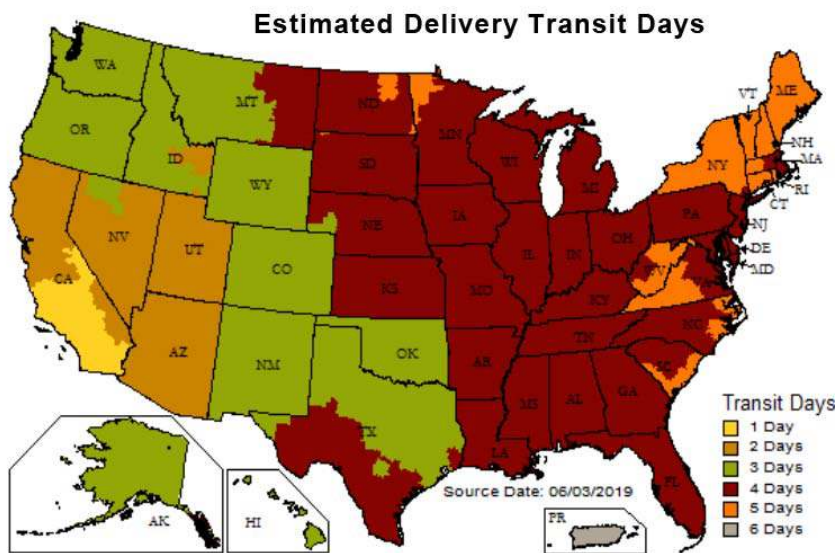 Estimated Delivery Transit Days
WA
MT
ND
MN
VT
ME
OR
ID
WY
SD
WI
MI
NY
NH
MA
RI
CT
NV
UT
CO
NE
IA
IL
IN
OH
PA
NJ
DE
MD
CA
KS
MO
KY
WV
VA
AZ
NM
OK
AR
TN
NC
SC
TX
LA
MS
AL
GA
FL
AK
HI
PR
Source Date: 06/03/2019
Transit Days
1 Day
2 Days
3 Days
4 Days
5 Days
6 Days